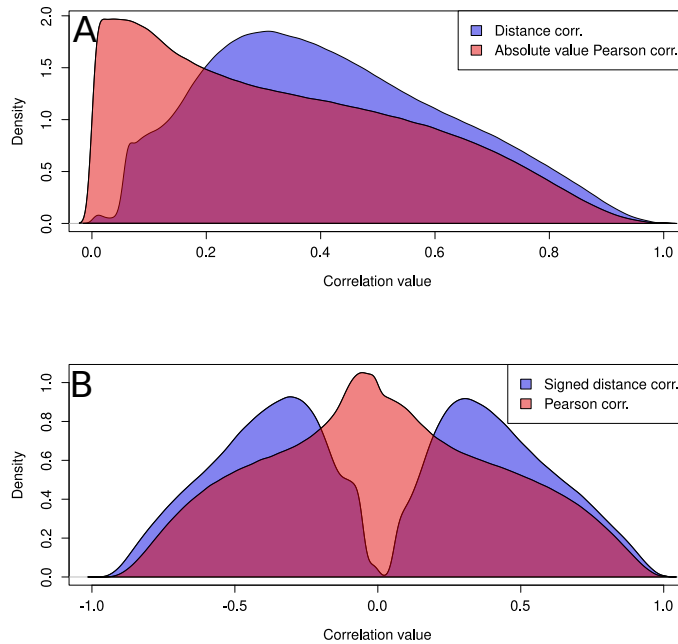 A
Distance corr.
Absolute value Pearson corr.
Density
0.0
0.5
1.0
1.5
2.0
0.0 0.2 0.4 0.6 0.8 1.0
Correlation value
B
Signed distance corr.
Pearson corr.
Density
0.0
0.2
0.4
0.6
0.8
1.0
-1.0 -0.5 0.0 0.5 1.0
Correlation value